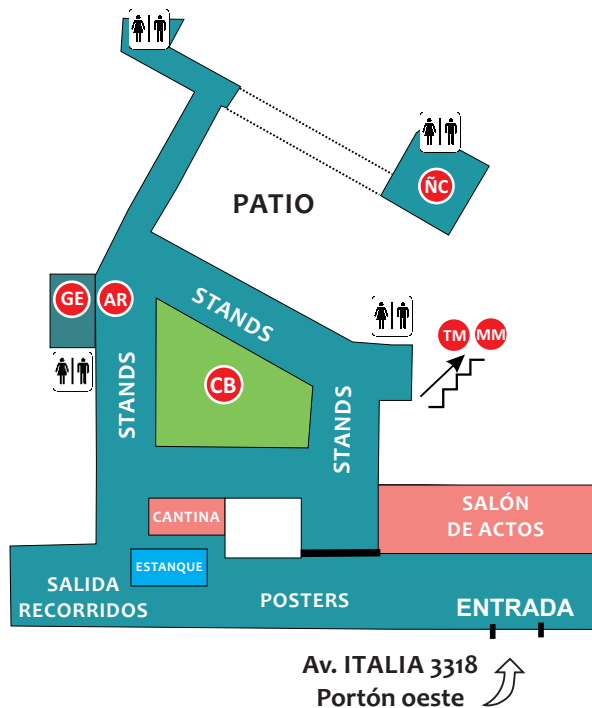 ÑC
PATIO
GE
AR
STANDS
TM
MM
CB
STANDS
STANDS
CANTINA
SALÓN
DE ACTOS
ESTANQUE
SALIDA
RECORRIDOS
POSTERS
ENTRADA
Av. ITALIA 3318
Portón oeste